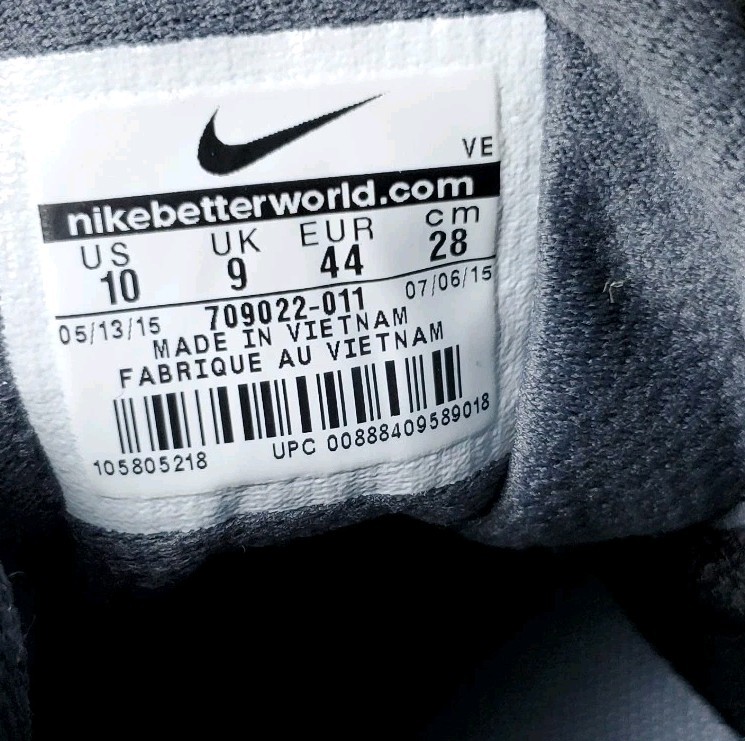 VE
nikebetterworld.com
US UK EUR cm
10 9 44 28
05/13/15 709022-011 07/06/15
MADE IN VIETNAM
FABRIQUE AU VIETNAM
105805218 UPC 00888409589018